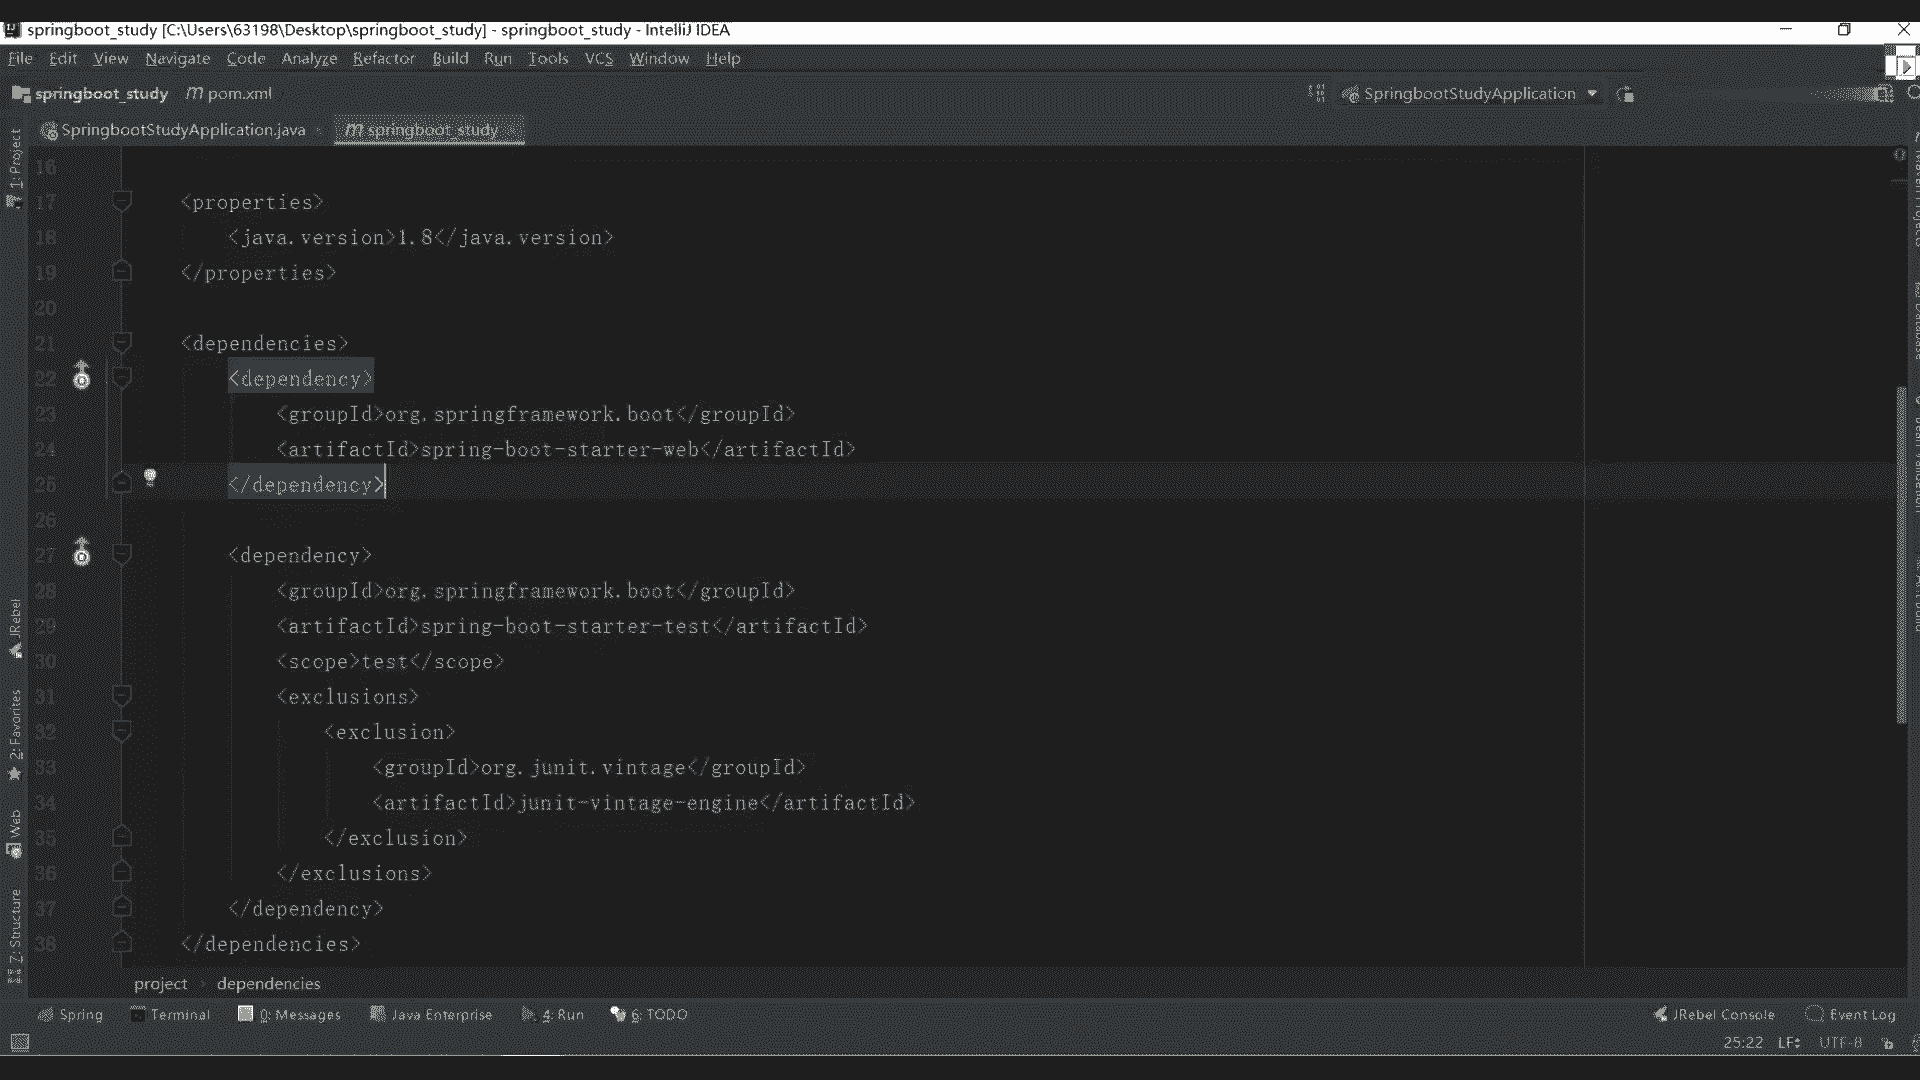 springboot_study [C:\Users\63198\Desktop\springboot_study] - springboot_study - IntelliJ IDEA
File Edit View Navigate Code Analyze Refactor Build Run Tools VCS Window Help
springboot_study pom.xml
SpringbootStudyApplication
SpringbootStudyApplication.java springboot_study
1: Project
16
17 <properties>
18 <java.version>1.8</java.version>
19 </properties>
20
21 <dependencies>
22 <dependency>
23 <groupId>org.springframework.boot</groupId>
24 <artifactId>spring-boot-starter-web</artifactId>
25 </dependency>
26
27 <dependency>
28 <groupId>org.springframework.boot</groupId>
29 <artifactId>spring-boot-starter-test</artifactId>
30 <scope>test</scope>
31 <exclusions>
32 <exclusion>
33 <groupId>org.junit.vintage</groupId>
34 <artifactId>junit-vintage-engine</artifactId>
35 </exclusion>
36 </exclusions>
37 </dependency>
38 </dependencies>
JRebel
2: Favorites
Web
7: Structure
Database
project dependencies
Spring Terminal 0: Messages Java Enterprise 4: Run 6: TODO JRebel Console Event Log
25:22 LF UTF-8